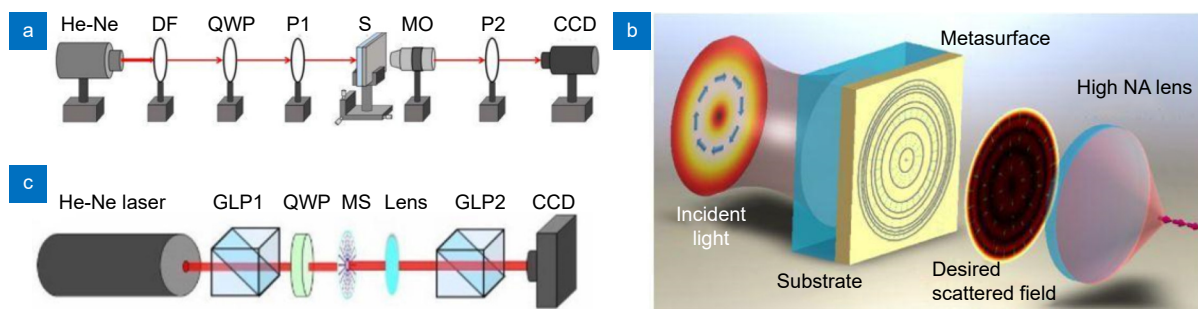 a
He-Ne DF QWP P1 S MO P2 CCD
b
Metasurface
High NA lens
Incident
light
Substrate
Desired
scattered field
c
He-Ne laser GLP1 QWP MS Lens GLP2 CCD